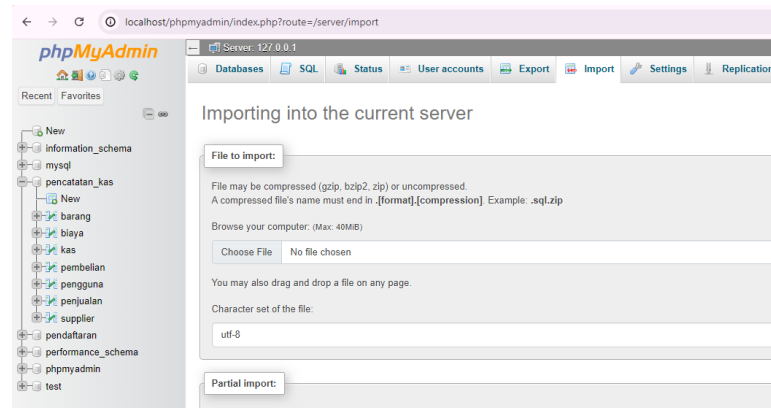 localhost/phpmyadmin/index.php?route=/server/import
phpMyAdmin
Recent Favorites
New
information_schema
mysql
pencatatan_kas
New
barang
biaya
kas
pembelian
pengguna
penjualan
supplier
pendaftaran
performance_schema
phpmyadmin
test
Server: 127.0.0.1
Databases SQL Status User accounts Export Import Settings Replication
Importing into the current server
File to import:
File may be compressed (gzip, bzip2, zip) or uncompressed.
A compressed file's name must end in .[format].[compression]. Example: .sql.zip
Browse your computer: (Max: 40MiB)
Choose File No file chosen
You may also drag and drop a file on any page.
Character set of the file:
utf-8
Partial import: